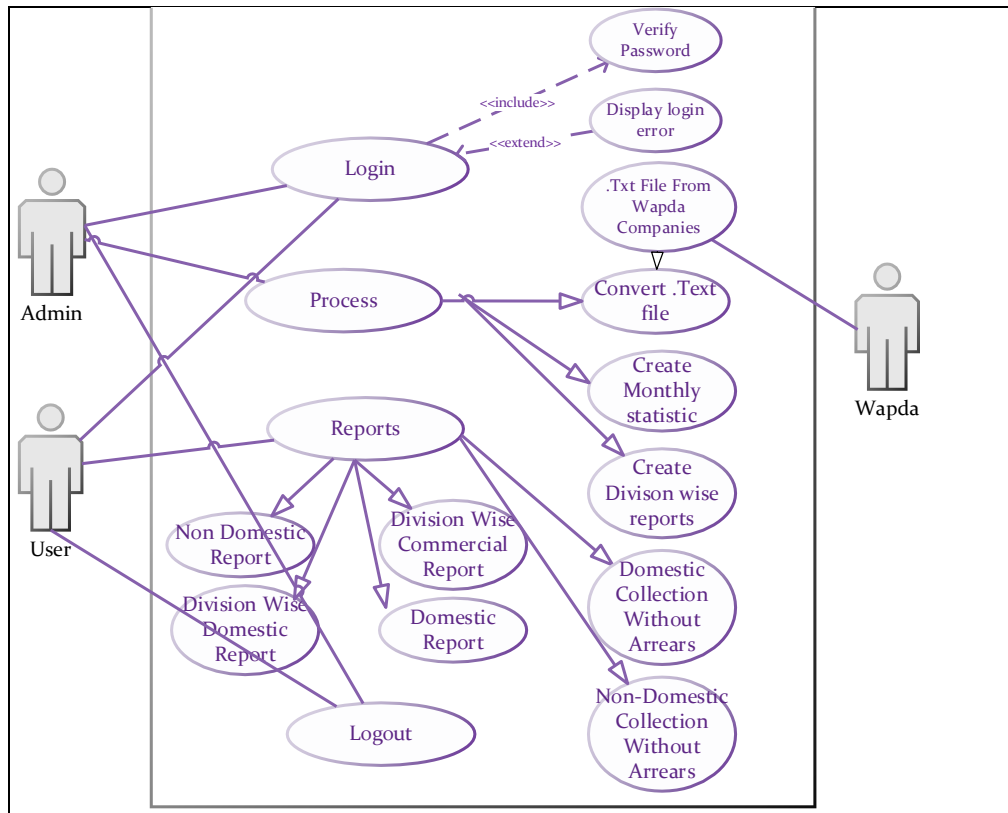 Verify
Password
<<include>>
Display login
error
<<extend>>
Login
.Txt File From
Wapda
Companies
Admin
Process
Convert .Text
file
Create
Monthly
statistic
Wapda
Reports
Create
Divison wise
reports
User
Non Domestic
Report
Division Wise
Commercial
Report
Domestic
Collection
Without
Arrears
Division Wise
Domestic
Report
Domestic
Report
Non-Domestic
Collection
Without
Arrears
Logout